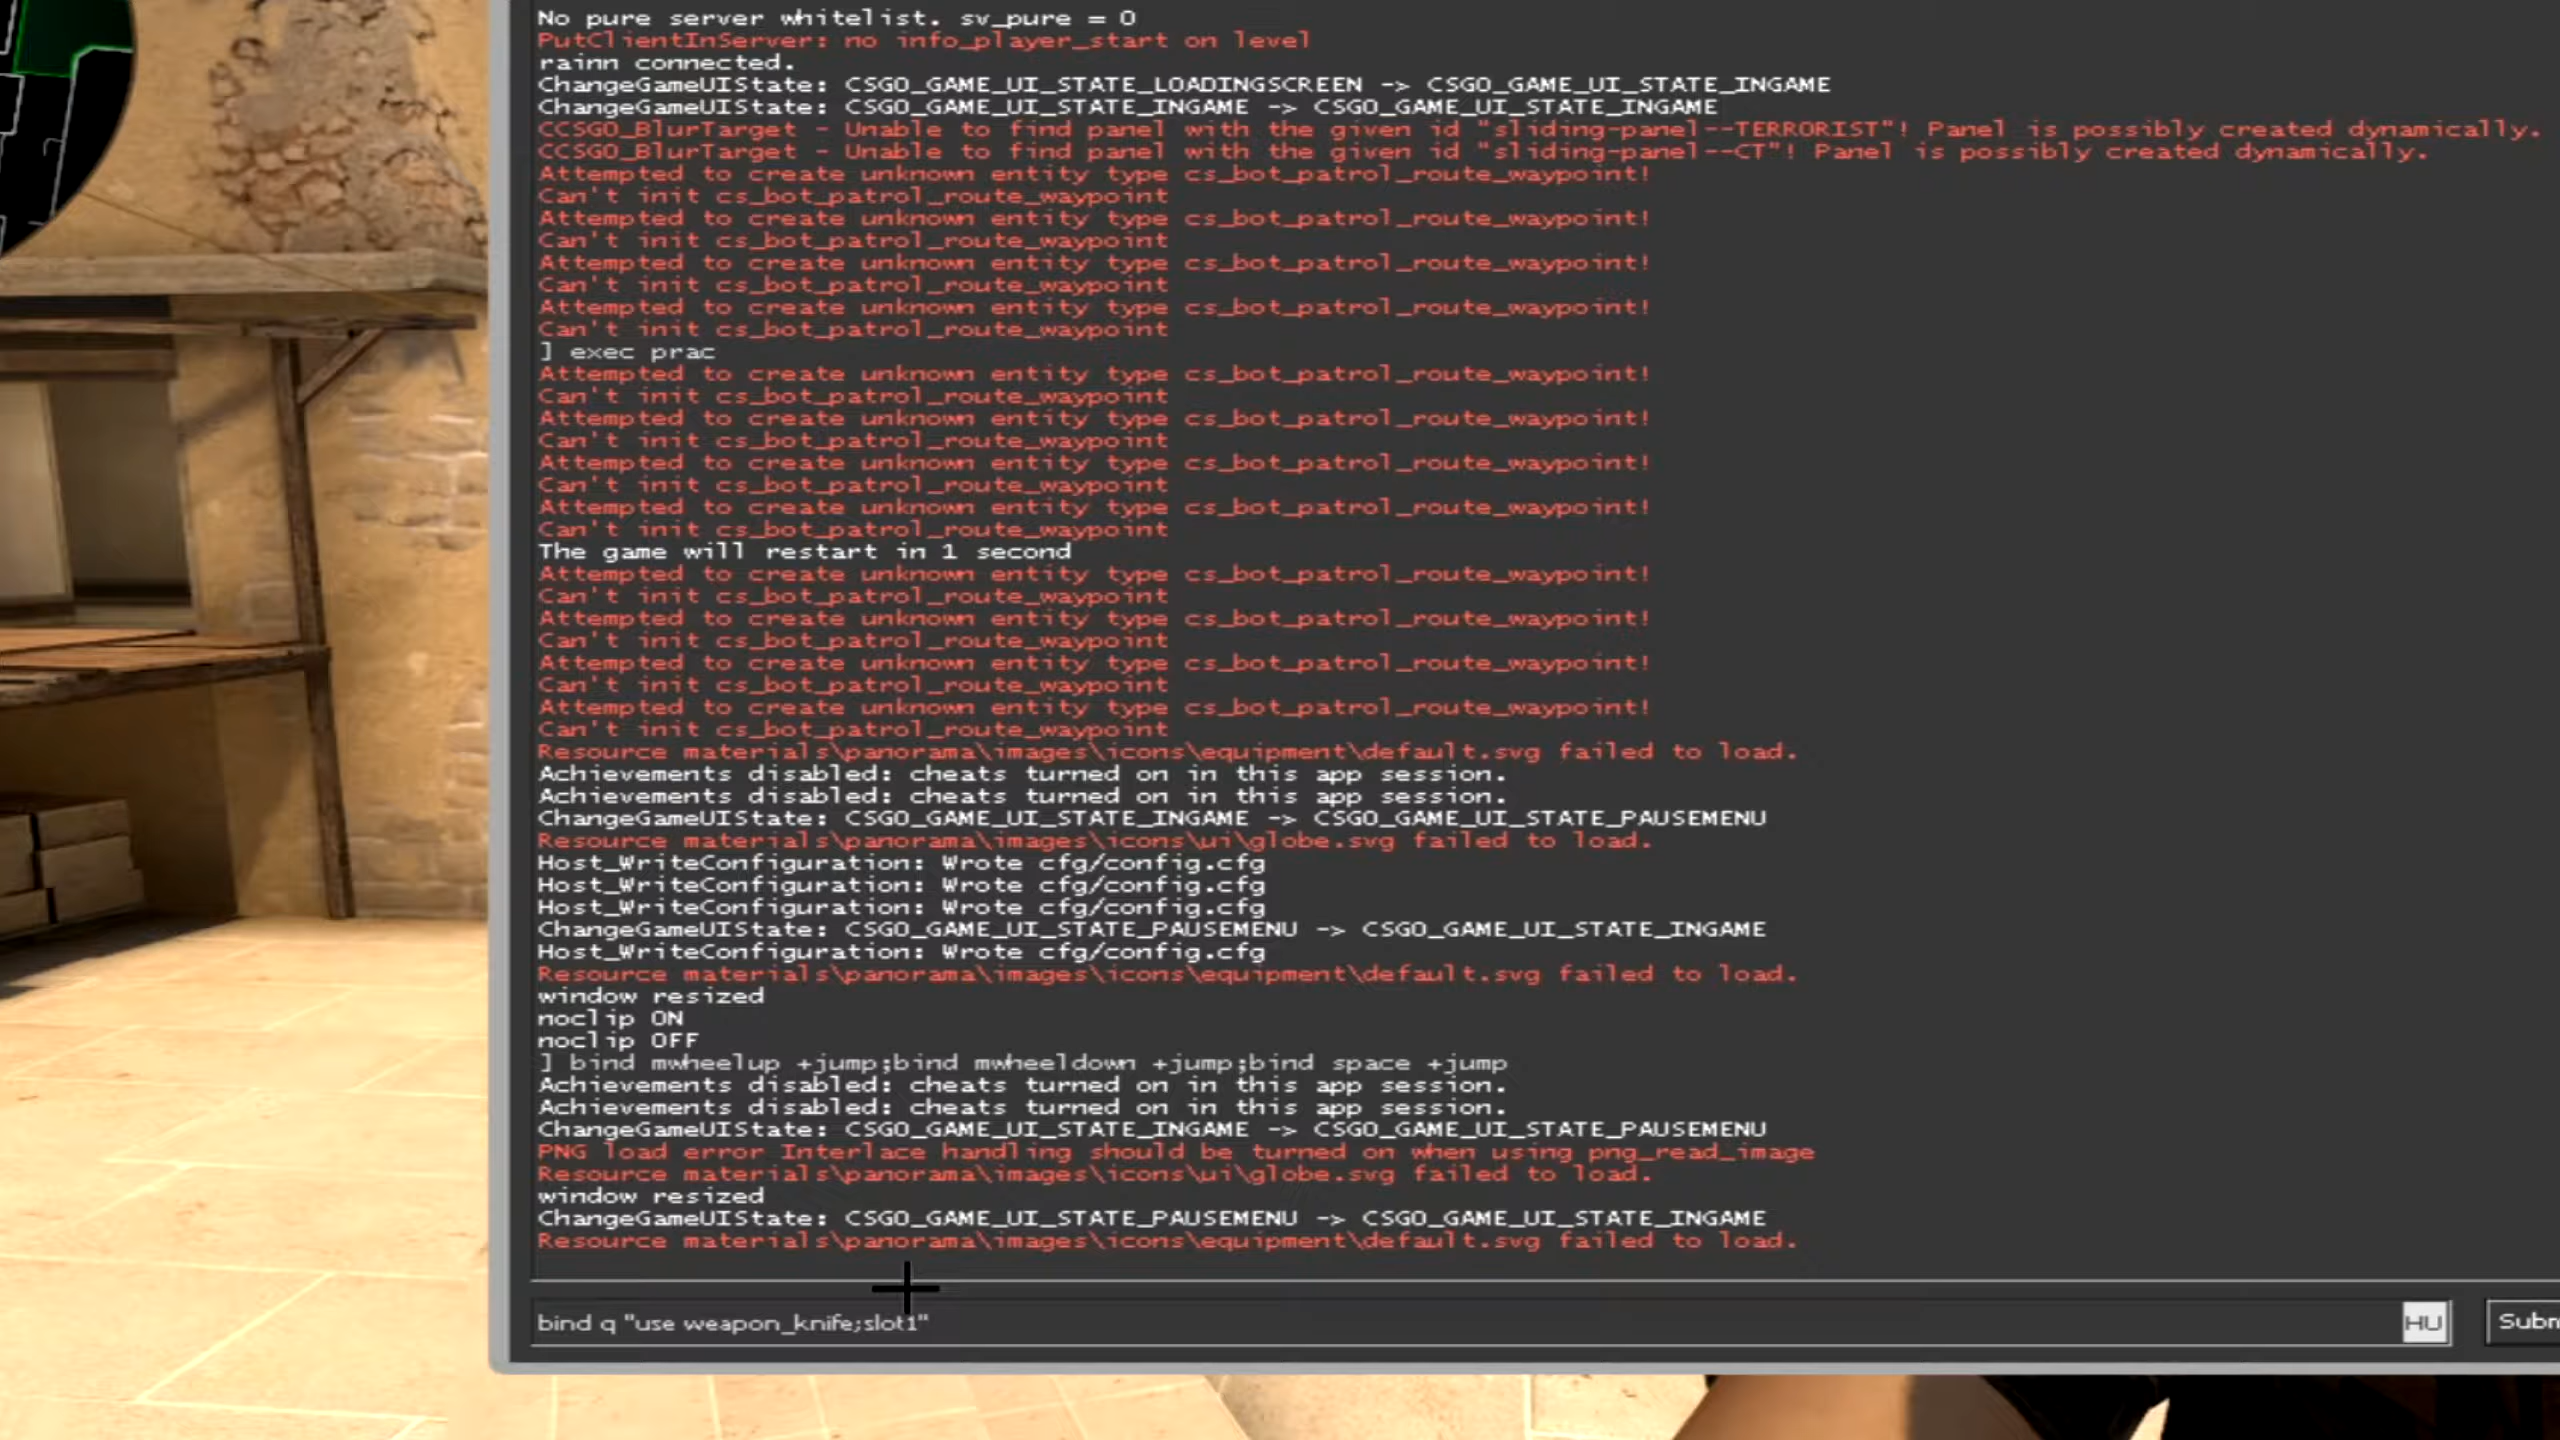 No pure server whitelist. sv_pure = 0
PutClientInServer: no info_player_start on level
rainn connected.
ChangeGameUIState: CSGO_GAME_UI_STATE_LOADINGSCREEN -> CSGO_GAME_UI_STATE_INGAME
ChangeGameUIState: CSGO_GAME_UI_STATE_INGAME -> CSGO_GAME_UI_STATE_INGAME
CCSGO_BlurTarget - Unable to find panel with the given id "sliding-panel--TERRORIST"! Panel is possibly created dynamically.
CCSGO_BlurTarget - Unable to find panel with the given id "sliding-panel--CT"! Panel is possibly created dynamically.
Attempted to create unknown entity type cs_bot_patrol_route_waypoint!
Can't init cs_bot_patrol_route_waypoint
Attempted to create unknown entity type cs_bot_patrol_route_waypoint!
Can't init cs_bot_patrol_route_waypoint
Attempted to create unknown entity type cs_bot_patrol_route_waypoint!
Can't init cs_bot_patrol_route_waypoint
Attempted to create unknown entity type cs_bot_patrol_route_waypoint!
Can't init cs_bot_patrol_route_waypoint
] exec prac
Attempted to create unknown entity type cs_bot_patrol_route_waypoint!
Can't init cs_bot_patrol_route_waypoint
Attempted to create unknown entity type cs_bot_patrol_route_waypoint!
Can't init cs_bot_patrol_route_waypoint
Attempted to create unknown entity type cs_bot_patrol_route_waypoint!
Can't init cs_bot_patrol_route_waypoint
Attempted to create unknown entity type cs_bot_patrol_route_waypoint!
Can't init cs_bot_patrol_route_waypoint
The game will restart in 1 second
Attempted to create unknown entity type cs_bot_patrol_route_waypoint!
Can't init cs_bot_patrol_route_waypoint
Attempted to create unknown entity type cs_bot_patrol_route_waypoint!
Can't init cs_bot_patrol_route_waypoint
Attempted to create unknown entity type cs_bot_patrol_route_waypoint!
Can't init cs_bot_patrol_route_waypoint
Attempted to create unknown entity type cs_bot_patrol_route_waypoint!
Can't init cs_bot_patrol_route_waypoint
Resource materials\panorama\images\icons\equipment\default.svg failed to load.
Achievements disabled: cheats turned on in this app session.
Achievements disabled: cheats turned on in this app session.
ChangeGameUIState: CSGO_GAME_UI_STATE_INGAME -> CSGO_GAME_UI_STATE_PAUSEMENU
Resource materials\panorama\images\icons\ui\globe.svg failed to load.
Host_WriteConfiguration: Wrote cfg/config.cfg
Host_WriteConfiguration: Wrote cfg/config.cfg
Host_WriteConfiguration: Wrote cfg/config.cfg
ChangeGameUIState: CSGO_GAME_UI_STATE_PAUSEMENU -> CSGO_GAME_UI_STATE_INGAME
Host_WriteConfiguration: Wrote cfg/config.cfg
Resource materials\panorama\images\icons\equipment\default.svg failed to load.
window resized
noclip ON
noclip OFF
] bind mwheelup +jump;bind mwheeldown +jump;bind space +jump
Achievements disabled: cheats turned on in this app session.
Achievements disabled: cheats turned on in this app session.
ChangeGameUIState: CSGO_GAME_UI_STATE_INGAME -> CSGO_GAME_UI_STATE_PAUSEMENU
PNG load error Interlace handling should be turned on when using png_read_image
Resource materials\panorama\images\icons\ui\globe.svg failed to load.
window resized
ChangeGameUIState: CSGO_GAME_UI_STATE_PAUSEMENU -> CSGO_GAME_UI_STATE_INGAME
Resource materials\panorama\images\icons\equipment\default.svg failed to load.
bind q "use weapon_knife;slot1"
HU